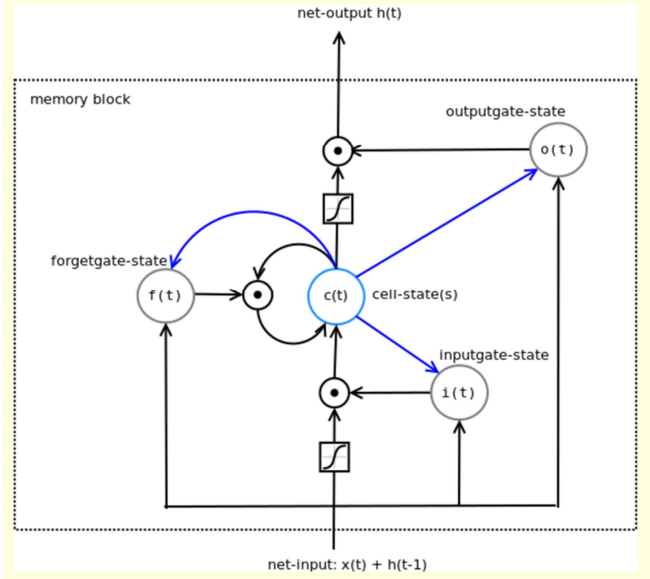 net-output h(t)
memory block
outputgate-state
o(t)
forgetgate-state
f(t)
c(t)
cell-state(s)
inputgate-state
i(t)
net-input: x(t) + h(t-1)